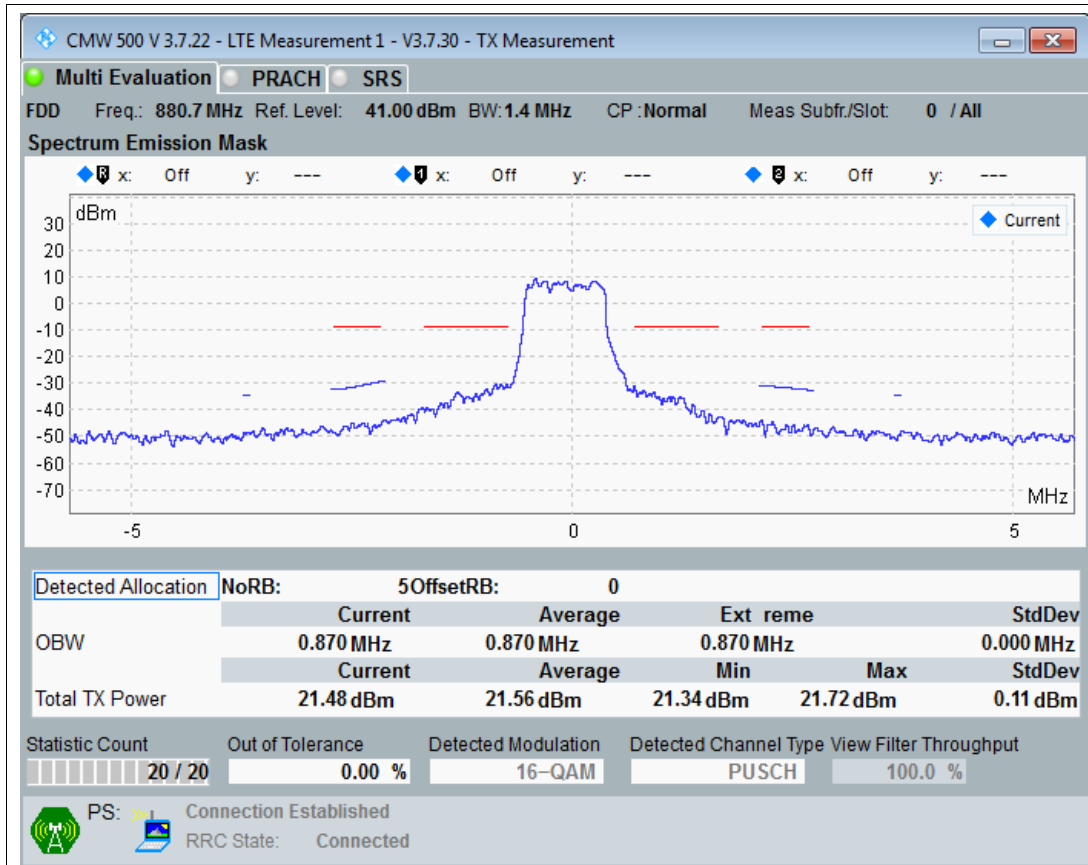 CMW 500 V 3.7.22 - LTE Measurement 1 - V3.7.30 - TX Measurement
Multi Evaluation PRACH SRS
FDD Freq.: 880.7 MHz Ref. Level: 41.00 dBm BW: 1.4 MHz CP : Normal Meas Subfr./Slot: 0 / All
Spectrum Emission Mask
R x: Off y: --- 1 x: Off y: --- 2 x: Off y: ---
dBm
Current
30
20
10
0
-10
-20
-30
-40
-50
-60
-70
MHz
-5 0 5
Detected Allocation NoRB: 5 OffsetRB: 0
Current Average Ext reme StdDev
OBW 0.870 MHz 0.870 MHz 0.870 MHz 0.000 MHz
Current Average Min Max StdDev
Total TX Power 21.48 dBm 21.56 dBm 21.34 dBm 21.72 dBm 0.11 dBm
Statistic Count Out of Tolerance Detected Modulation Detected Channel Type View Filter Throughput
20 / 20 0.00 % 16-QAM PUSCH 100.0 %
PS: Connection Established
RRC State: Connected